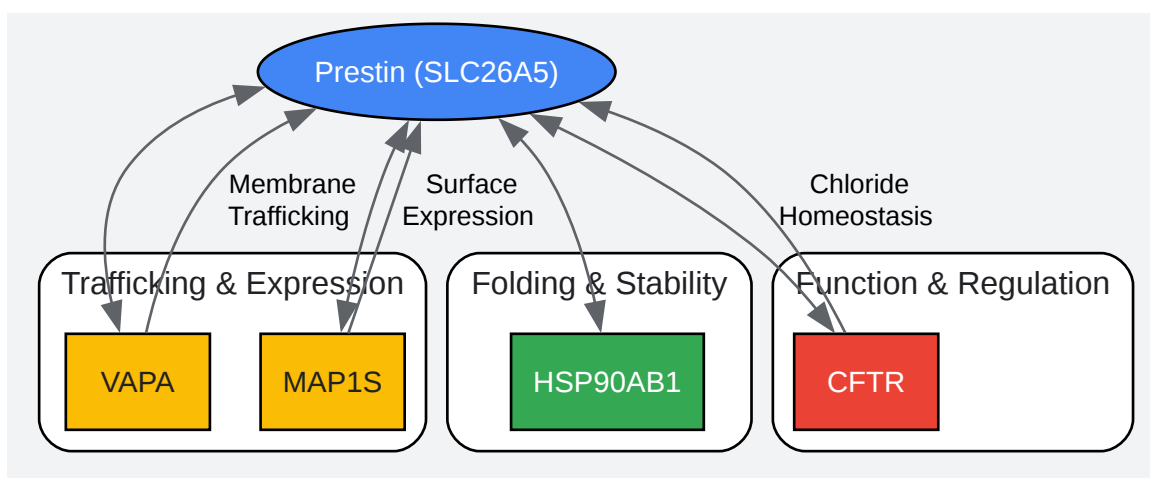 Prestin (SLC26A5)
Membrane
Trafficking
Surface
Expression
Chloride
Homeostasis
Trafficking & Expression
Folding & Stability
Function & Regulation
VAPA
MAP1S
HSP90AB1
CFTR